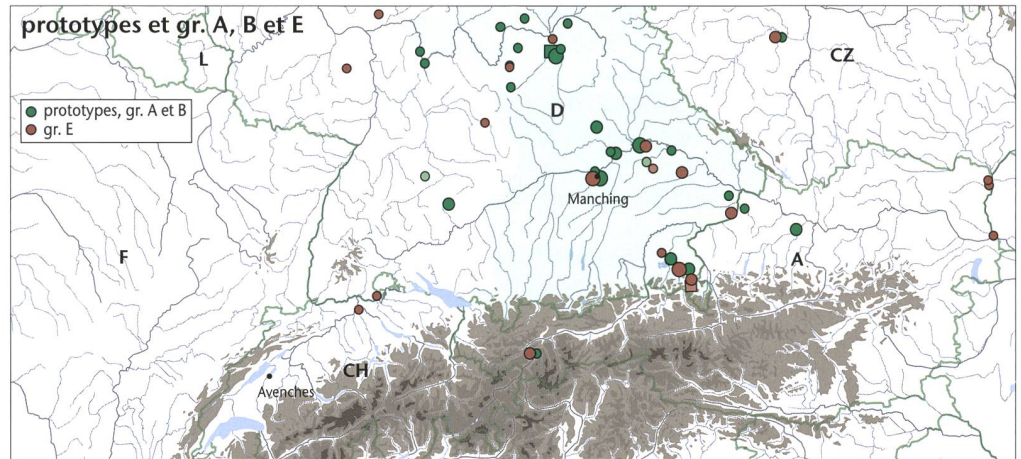 prototypes et gr. A, B et E
L
CZ
prototypes, gr. A et B
gr. E
D
Manching
F
A
CH
Avenches